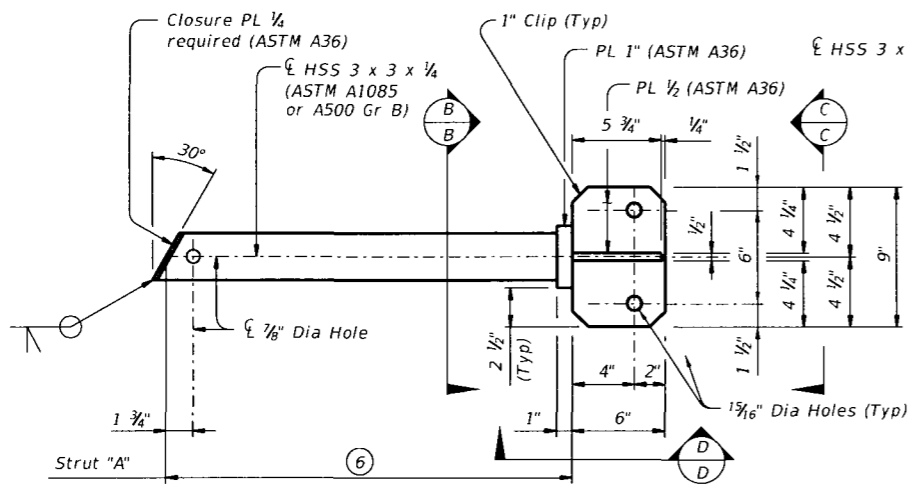 Closure PL ¼
required (ASTM A36)
1" Clip (Typ)
PL 1" (ASTM A36)
℄ HSS 3 x
℄ HSS 3 x 3 x ¼
(ASTM A1085
or A500 Gr B)
PL ½ (ASTM A36)
B
B
5 ¾"
¼"
C
C
1 ½"
30°
½"
6"
4 ¼"
4 ½"
9"
4 ¼"
4 ½"
℄ ⅞" Dia Hole
2 ½"
(Typ)
1 ½"
4"
2"
15/16" Dia Holes (Typ)
1 ¾"
1"
6"
Strut "A"
6
D
D